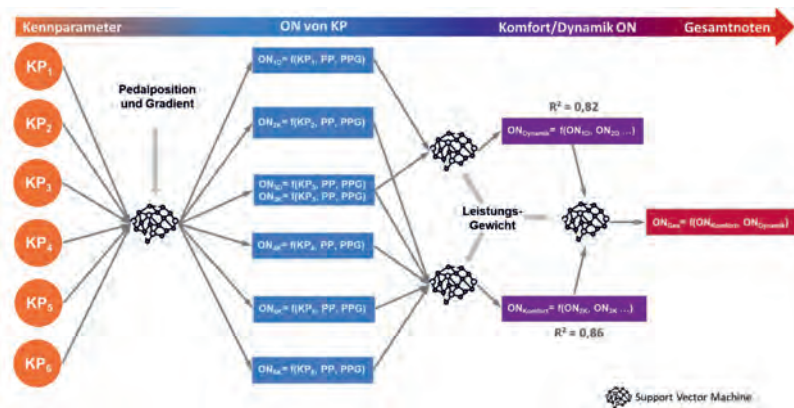 Kennparameter
ON von KP
Komfort/Dynamik ON
Gesamtnoten
KP1
KP2
KP3
KP4
KP5
KP6
Pedalposition
und Gradient
ON1D= f(KP1, PP, PPG)
ON2K= f(KP2, PP, PPG)
ON3D= f(KP3, PP, PPG)
ON3K= f(KP3, PP, PPG)
ON4K= f(KP4, PP, PPG)
= f(KP5, PP, PPG)
= f(KP6, PP, PPG)
R² = 0,82
ONDynamik= f(ON1D, ON2D ...)
Leistungs-
Gewicht
ONKomfort= f(ON2K, ON3K ...)
R² = 0,86
ONGes= f(ONKomfort, ONDynamik)
Support Vector Machine